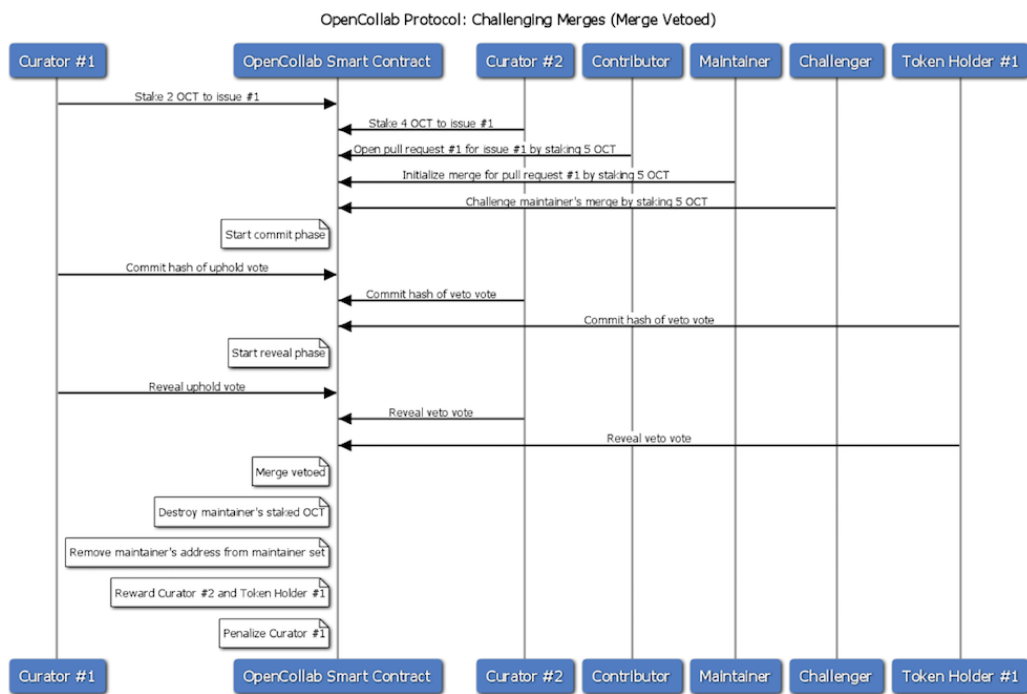 OpenCollab Protocol: Challenging Merges (Merge Vetoed)
Curator #1
OpenCollab Smart Contract
Curator #2
Contributor
Maintainer
Challenger
Token Holder #1
Stake 2 OCT to issue #1
Stake 4 OCT to issue #1
Open pull request #1 for issue #1 by staking 5 OCT
Initialize merge for pull request #1 by staking 5 OCT
Challenge maintainer's merge by staking 5 OCT
Start commit phase
Commit hash of uphold vote
Commit hash of veto vote
Commit hash of veto vote
Start reveal phase
Reveal uphold vote
Reveal veto vote
Reveal veto vote
Merge vetoed
Destroy maintainer's staked OCT
Remove maintainer's address from maintainer set
Reward Curator #2 and Token Holder #1
Penalize Curator #1
Curator #1
OpenCollab Smart Contract
Curator #2
Contributor
Maintainer
Challenger
Token Holder #1